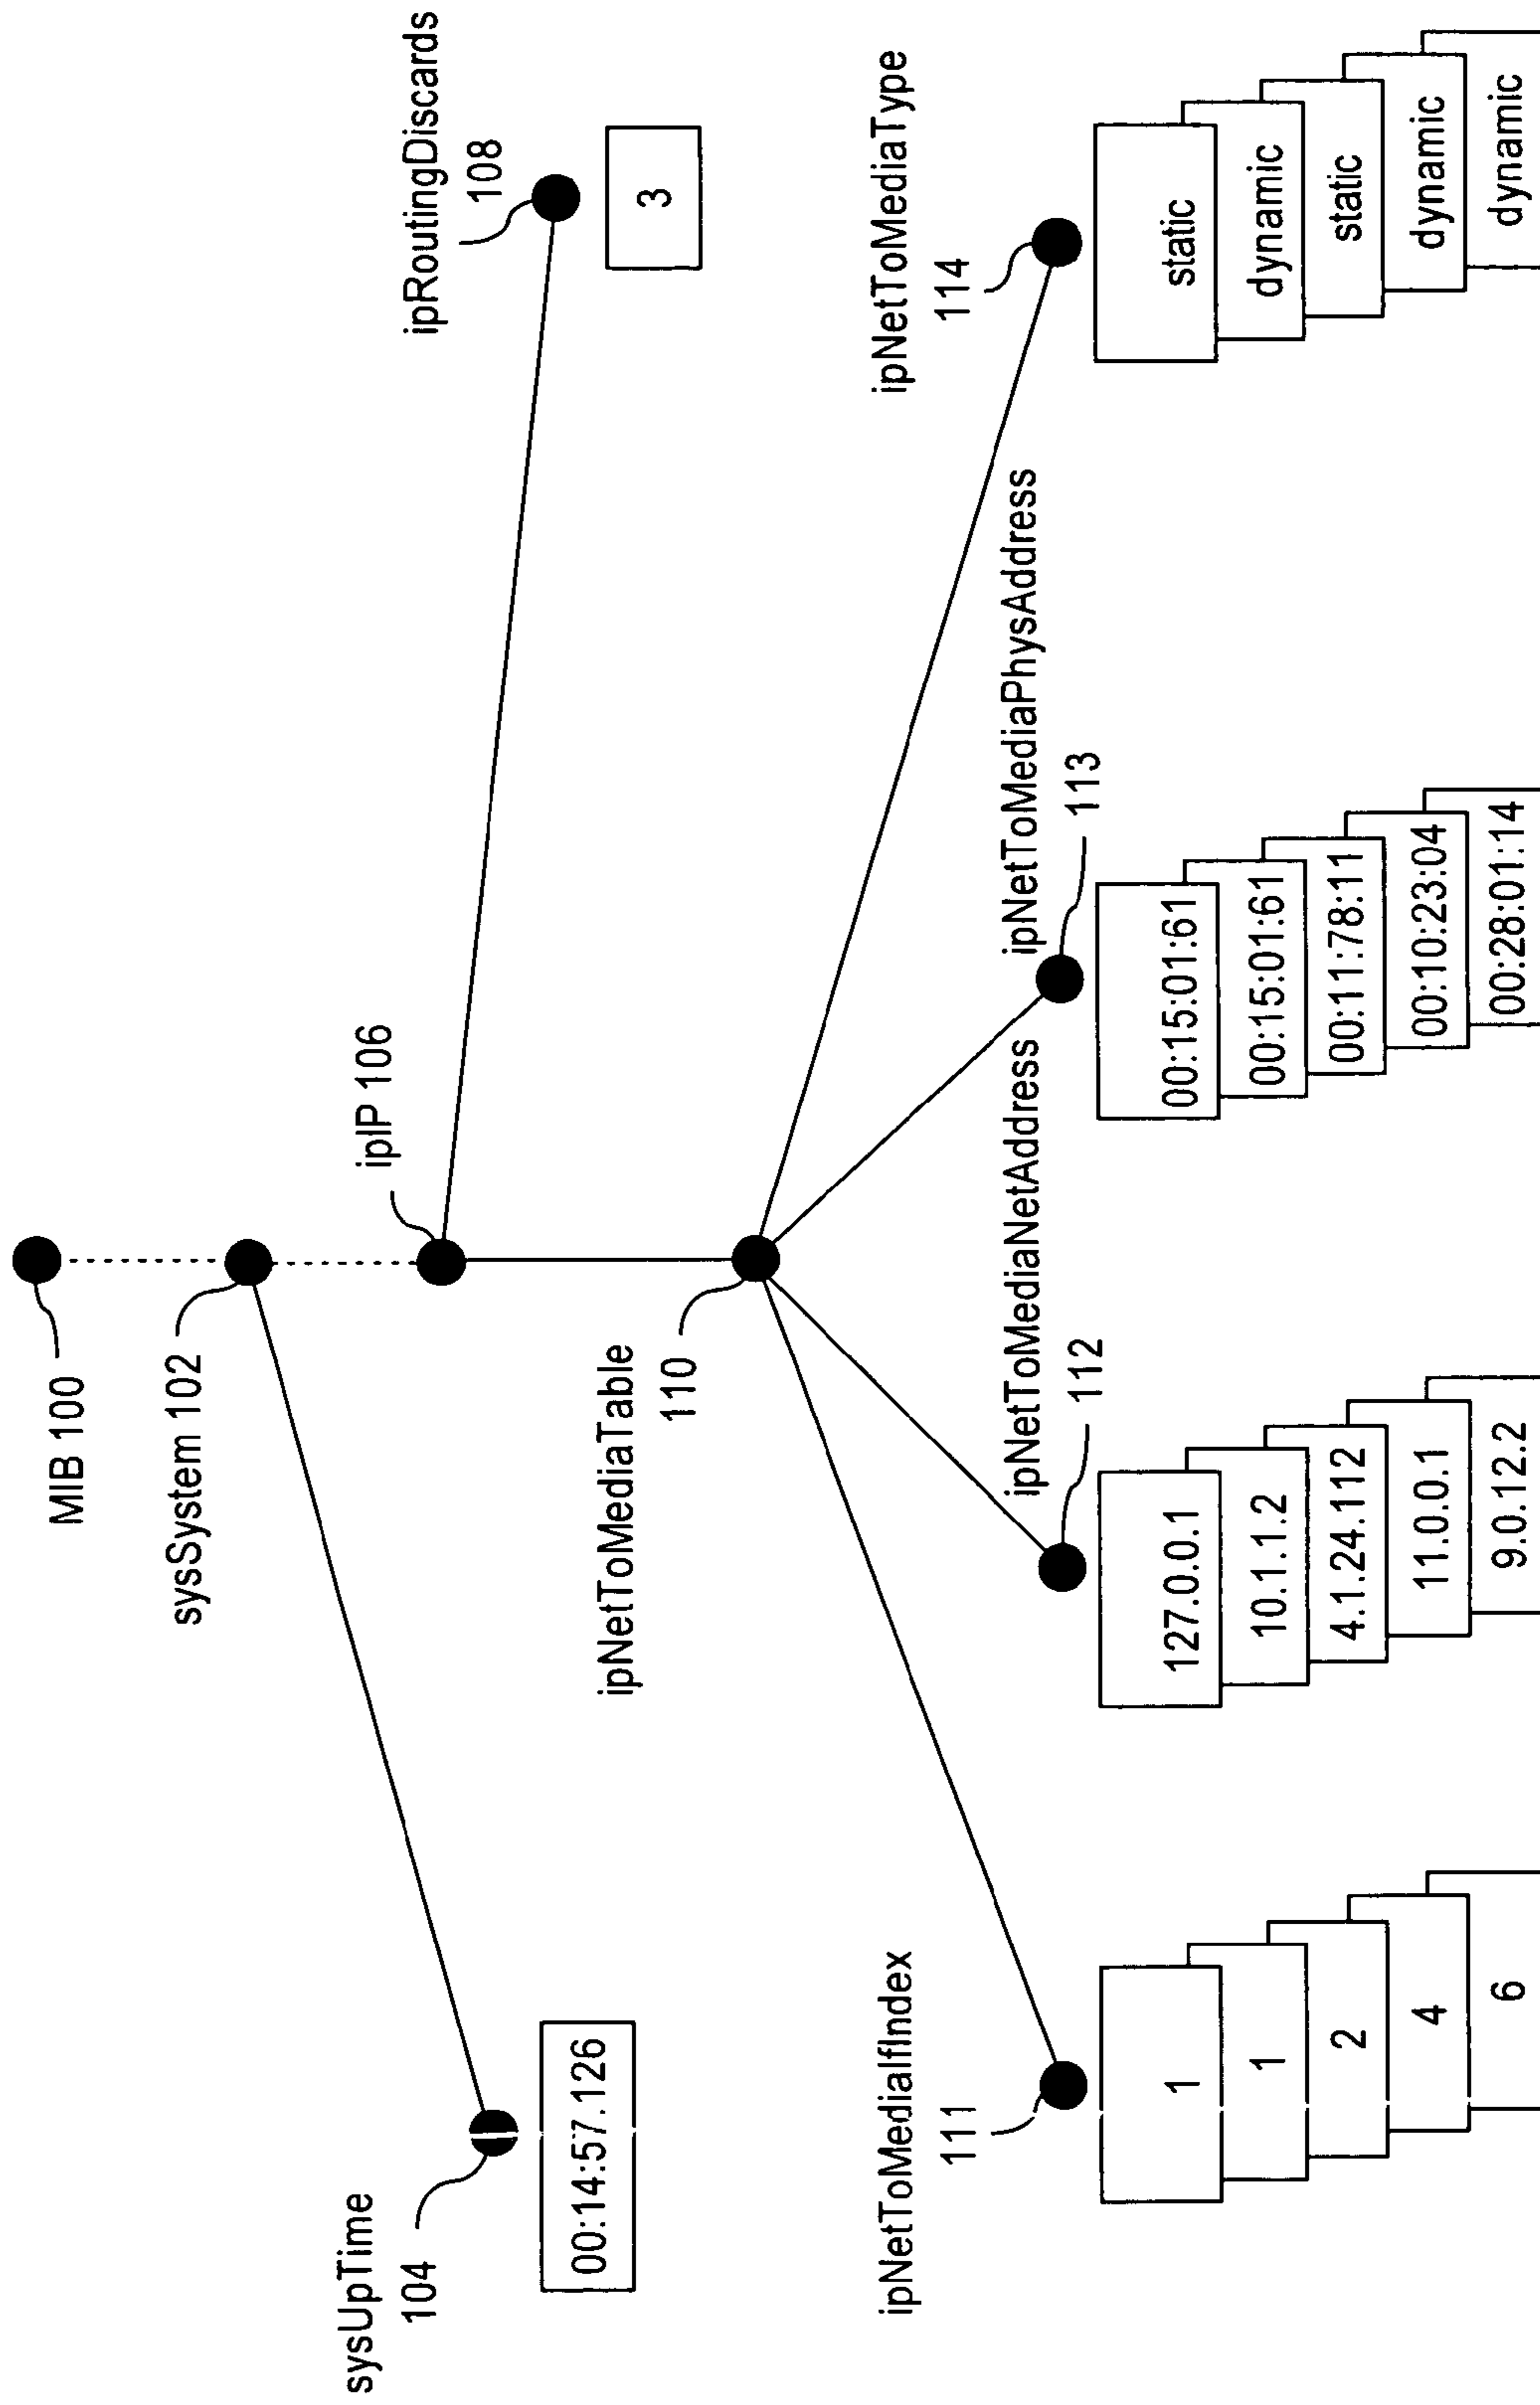 MIB 100
sysSystem 102
sysUpTime
104
00:14:57.126
ipIP 106
ipRoutingDiscards
108
3
ipNetToMediaTable
110
ipNetToMediaIfIndex
111
1
1
2
4
6
ipNetToMediaNetAddress
112
127.0.0.1
10.1.1.2
4.1.24.112
11.0.0.1
9.0.12.2
ipNetToMediaPhysAddress
113
00:15:01:61
00:15:01:61
00:11:78:11
00:10:23:04
00:28:01:14
ipNetToMediaType
114
static
dynamic
static
dynamic
dynamic